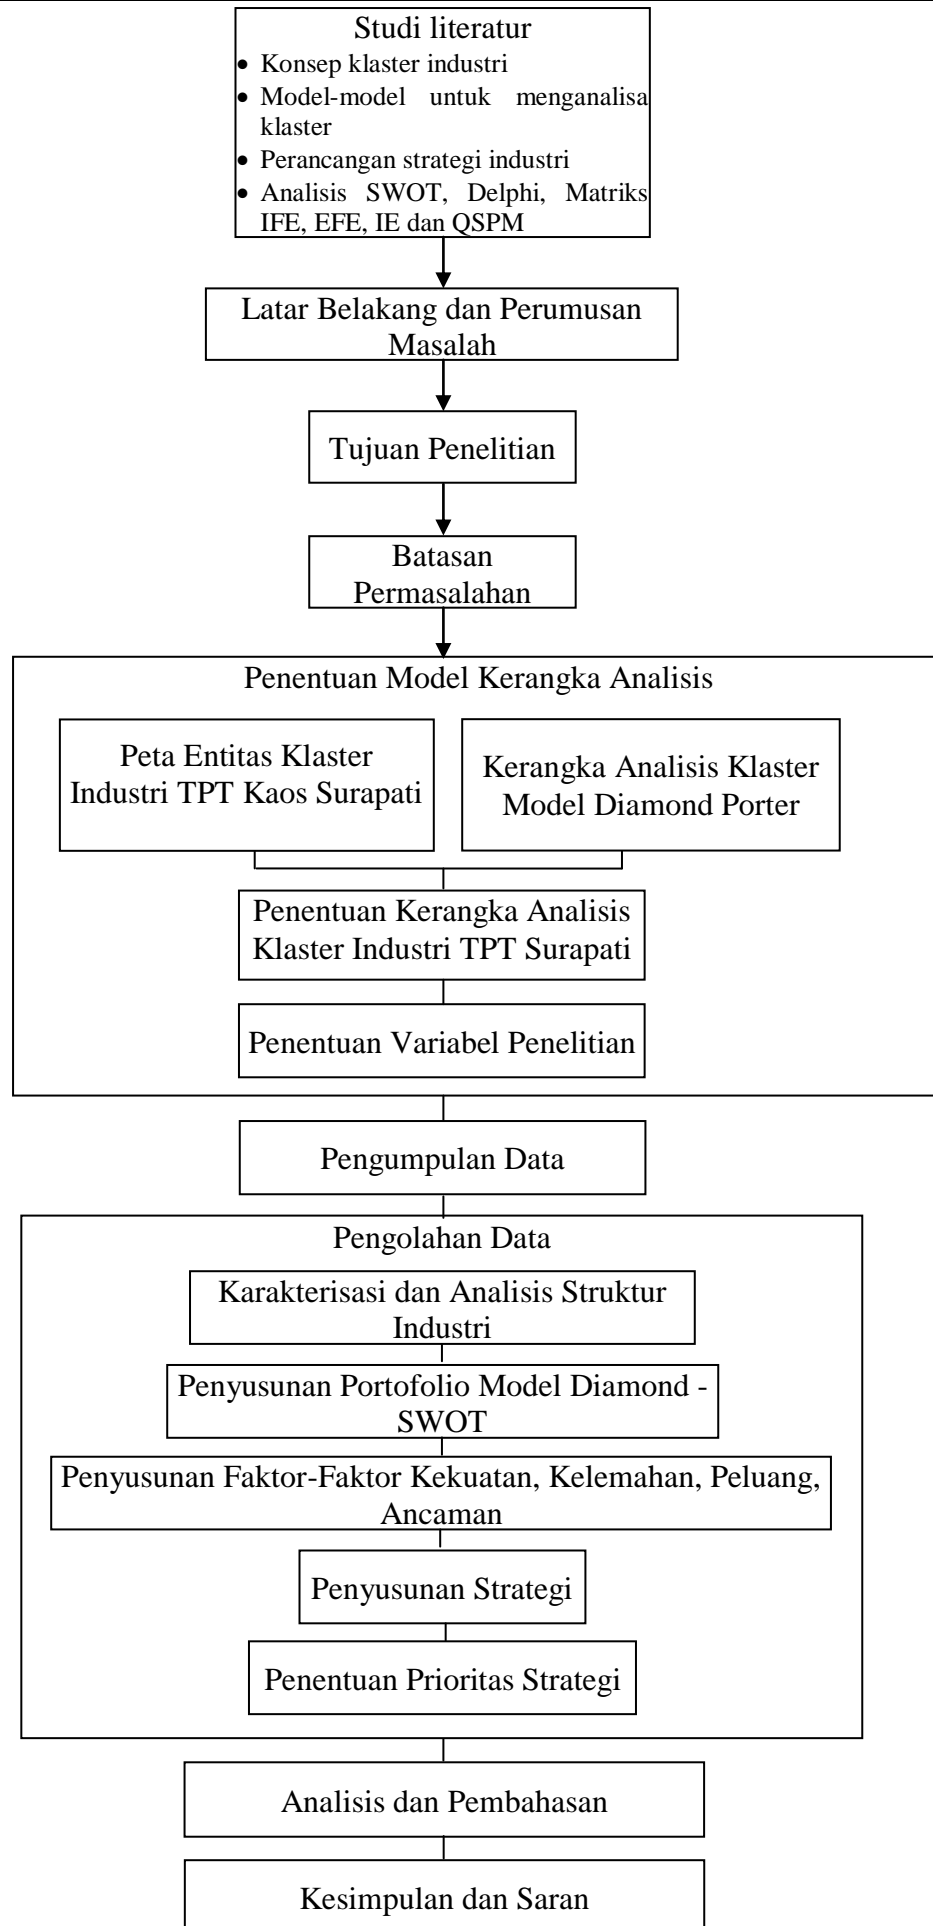 Studi literatur
• Konsep klaster industri
• Model-model untuk menganalisa
klaster
• Perancangan strategi industri
• Analisis SWOT, Delphi, Matriks
IFE, EFE, IE dan QSPM
Latar Belakang dan Perumusan
Masalah
Tujuan Penelitian
Batasan
Permasalahan
Penentuan Model Kerangka Analisis
Peta Entitas Klaster
Industri TPT Kaos Surapati
Kerangka Analisis Klaster
Model Diamond Porter
Penentuan Kerangka Analisis
Klaster Industri TPT Surapati
Penentuan Variabel Penelitian
Pengumpulan Data
Pengolahan Data
Karakterisasi dan Analisis Struktur
Industri
Penyusunan Portofolio Model Diamond -
SWOT
Penyusunan Faktor-Faktor Kekuatan, Kelemahan, Peluang,
Ancaman
Penyusunan Strategi
Penentuan Prioritas Strategi
Analisis dan Pembahasan
Kesimpulan dan Saran